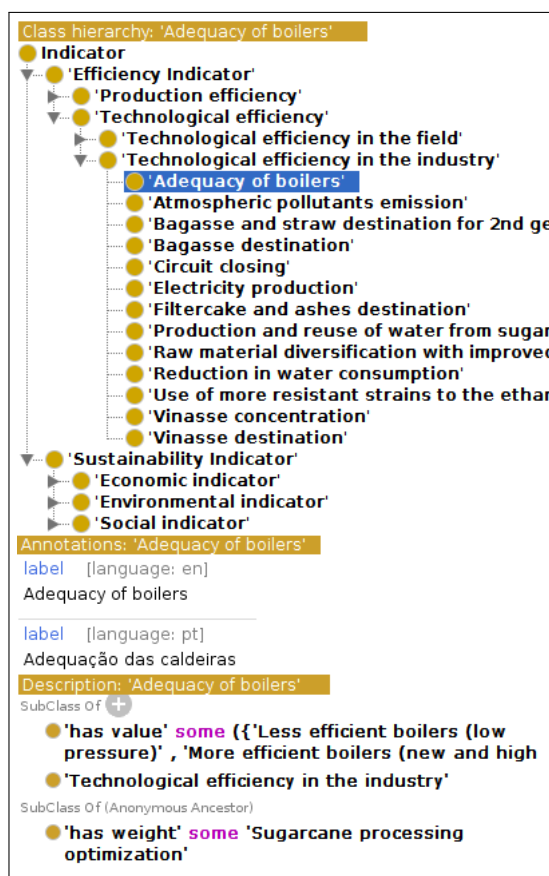 Class hierarchy: 'Adequacy of boilers'
Indicator
'Efficiency Indicator'
'Production efficiency'
'Technological efficiency'
'Technological efficiency in the field'
'Technological efficiency in the industry'
'Adequacy of boilers'
'Atmospheric pollutants emission'
'Bagasse and straw destination for 2nd ge
'Bagasse destination'
'Circuit closing'
'Electricity production'
'Filtercake and ashes destination'
'Production and reuse of water from sugar
'Raw material diversification with improved
'Reduction in water consumption'
'Use of more resistant strains to the ethan
'Vinasse concentration'
'Vinasse destination'
'Sustainability Indicator'
'Economic indicator'
'Environmental indicator'
'Social indicator'
Annotations: 'Adequacy of boilers'
label [language: en]
Adequacy of boilers
label [language: pt]
Adequação das caldeiras
Description: 'Adequacy of boilers'
SubClass Of
'has value' some ({'Less efficient boilers (low
pressure)' , 'More efficient boilers (new and high
'Technological efficiency in the industry'
SubClass Of (Anonymous Ancestor)
'has weight' some 'Sugarcane processing
optimization'